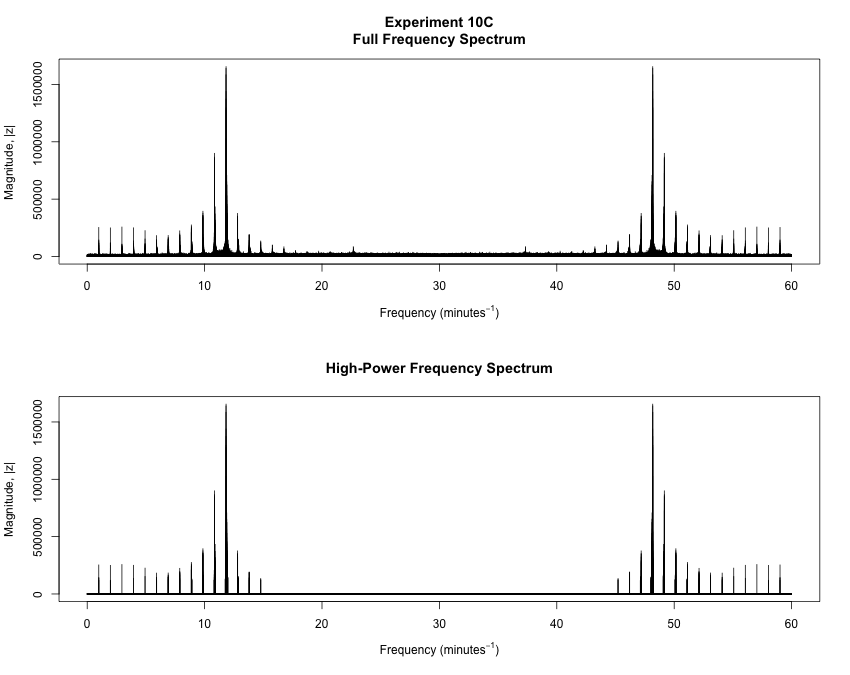 Experiment 10C
Full Frequency Spectrum
Magnitude, |z|
1500000
1000000
500000
0
0 10 20 30 40 50 60
Frequency (minutes⁻¹)
High-Power Frequency Spectrum
Magnitude, |z|
1500000
1000000
500000
0
0 10 20 30 40 50 60
Frequency (minutes⁻¹)